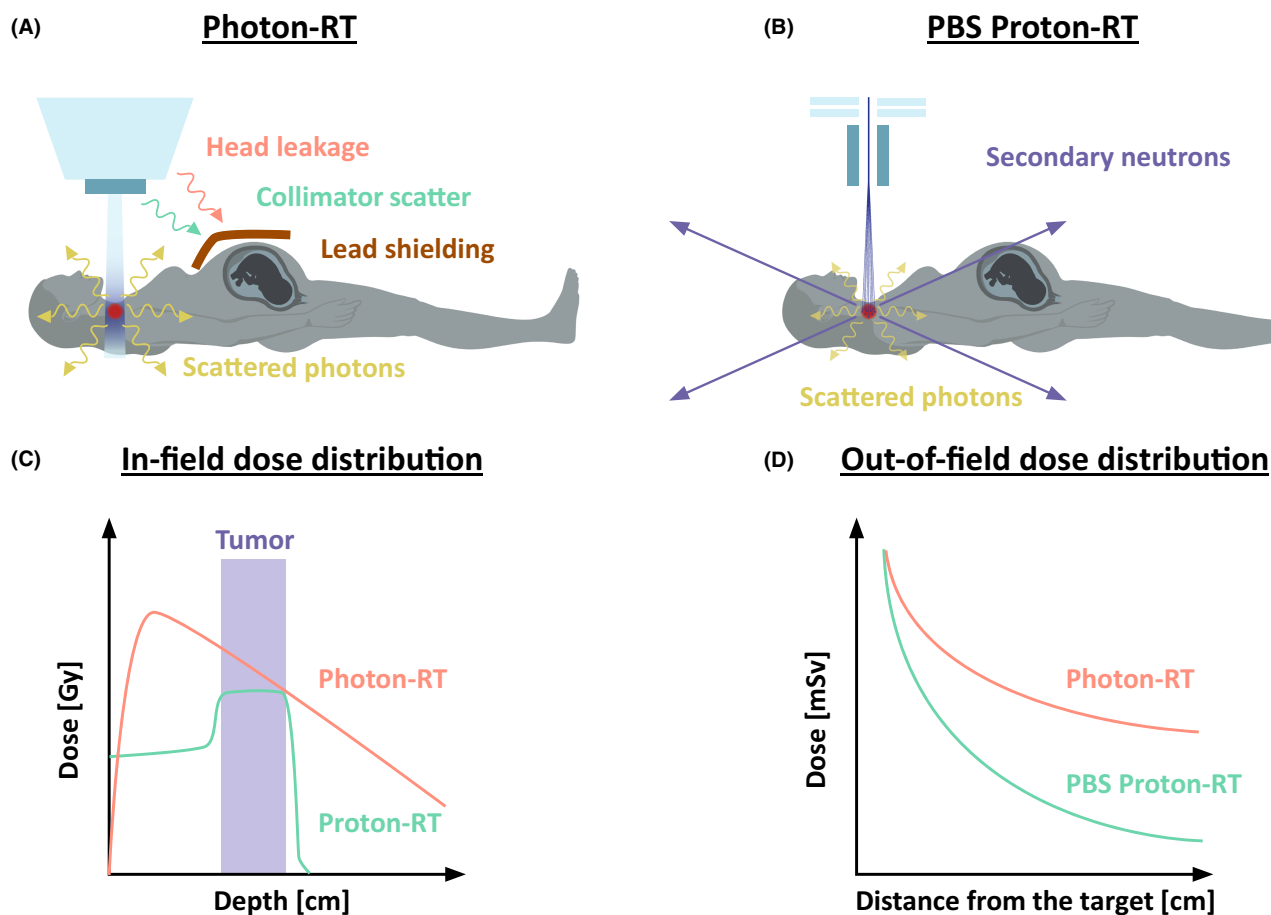 (A)
Photon-RT
Head leakage
Collimator scatter
Lead shielding
Scattered photons
(B)
PBS Proton-RT
Secondary neutrons
Scattered photons
(C)
In-field dose distribution
Tumor
Photon-RT
Proton-RT
Dose [Gy]
Depth [cm]
(D)
Out-of-field dose distribution
Photon-RT
PBS Proton-RT
Dose [mSv]
Distance from the target [cm]